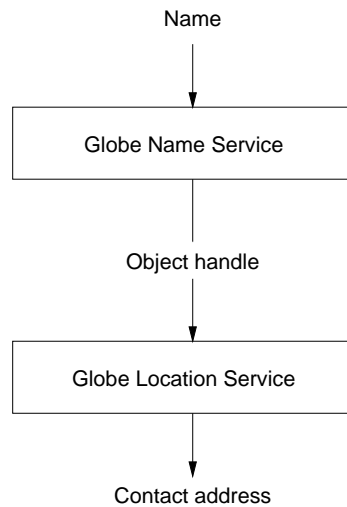 Name
Globe Name Service
Object handle
Globe Location Service
Contact address